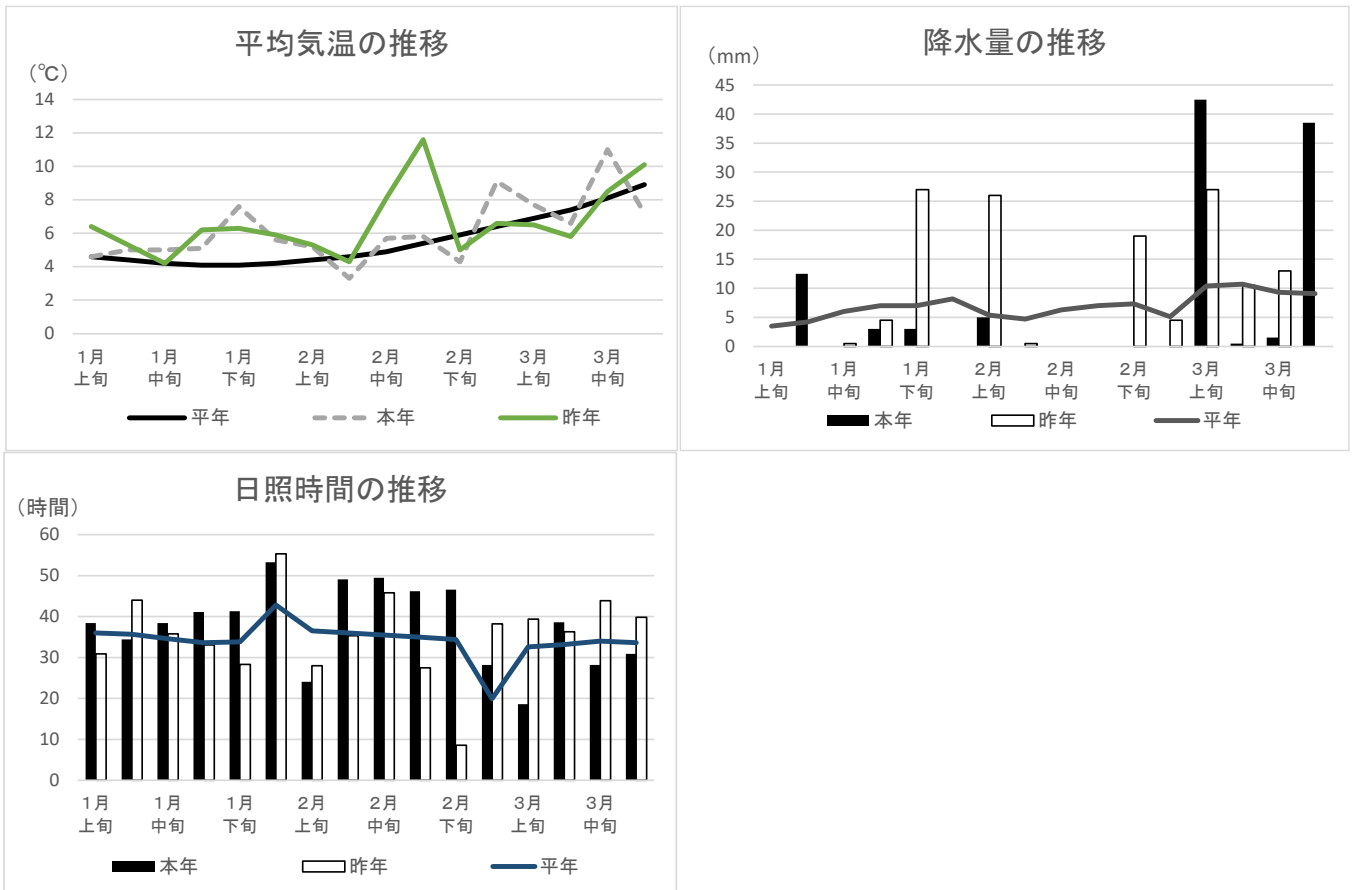 平均気温の推移
（℃）
14
12
10
8
6
4
2
0
1月 1月 1月 2月 2月 2月 3月 3月
上旬 中旬 下旬 上旬 中旬 下旬 上旬 中旬
平年 本年 昨年
降水量の推移
（mm）
45
40
35
30
25
20
15
10
5
0
1月 1月 1月 2月 2月 2月 3月 3月
上旬 中旬 下旬 上旬 中旬 下旬 上旬 中旬
本年 昨年 平年
日照時間の推移
（時間）
60
50
40
30
20
10
0
1月 1月 1月 2月 2月 2月 3月 3月
上旬 中旬 下旬 上旬 中旬 下旬 上旬 中旬
本年 昨年 平年